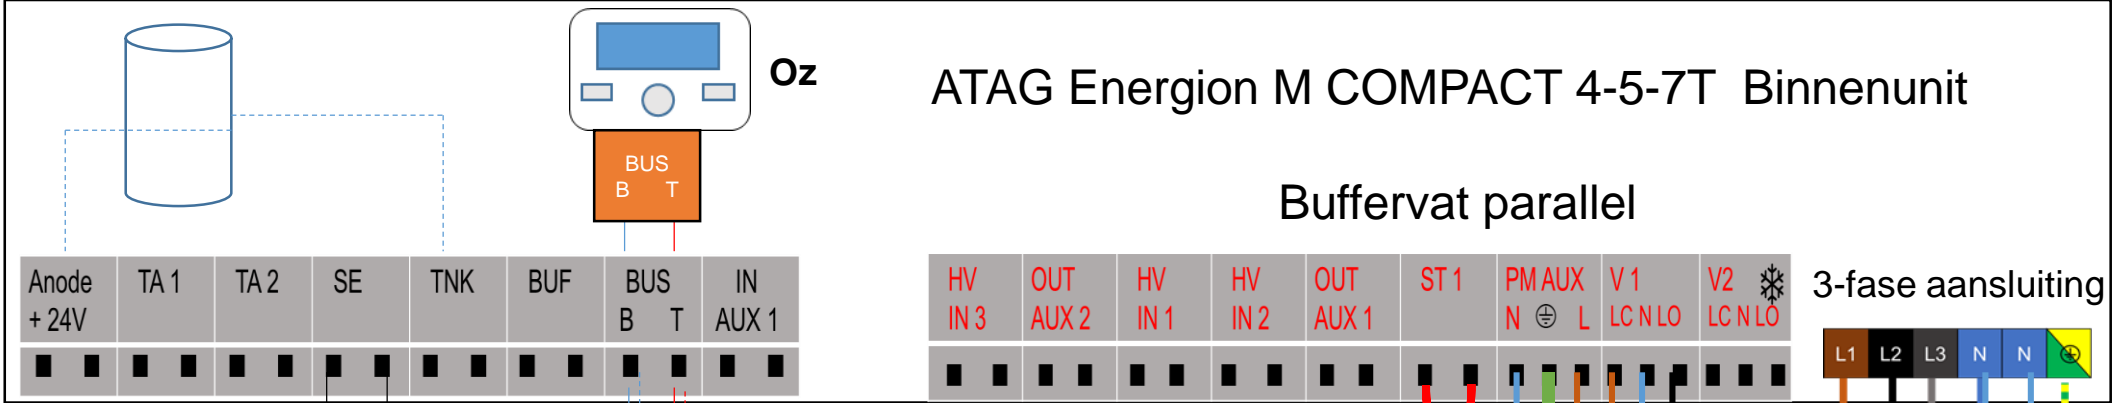 Oz
ATAG Energion M COMPACT 4-5-7T Binnenunit
BUS
B T
Buffervat parallel
Anode + 24V
TA 1
TA 2
SE
TNK
BUF
BUS B T
IN AUX 1
HV IN 3
OUT AUX 2
HV IN 1
HV IN 2
OUT AUX 1
ST 1
PM AUX N L
V 1 LC N LO
V2 LC N LO
3-fase aansluiting
L1 L2 L3 N N